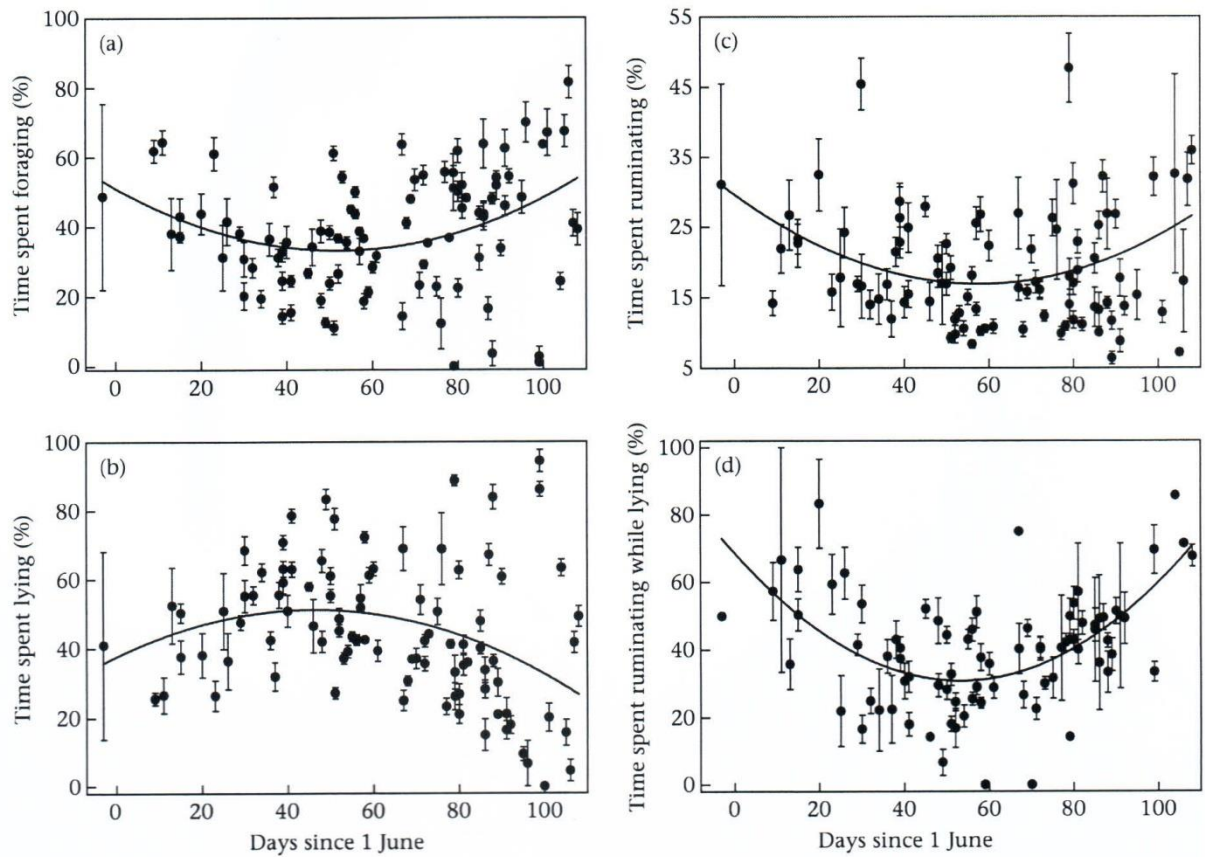 (a)
Time spent foraging (%)
100
80
60
40
20
0
0 20 40 60 80 100
(c)
Time spent ruminating (%)
55
45
35
25
15
5
0 20 40 60 80 100
(b)
Time spent lying (%)
100
80
60
40
20
0
0 20 40 60 80 100
Days since 1 June
(d)
Time spent ruminating while lying (%)
100
80
60
40
20
0
0 20 40 60 80 100
Days since 1 June